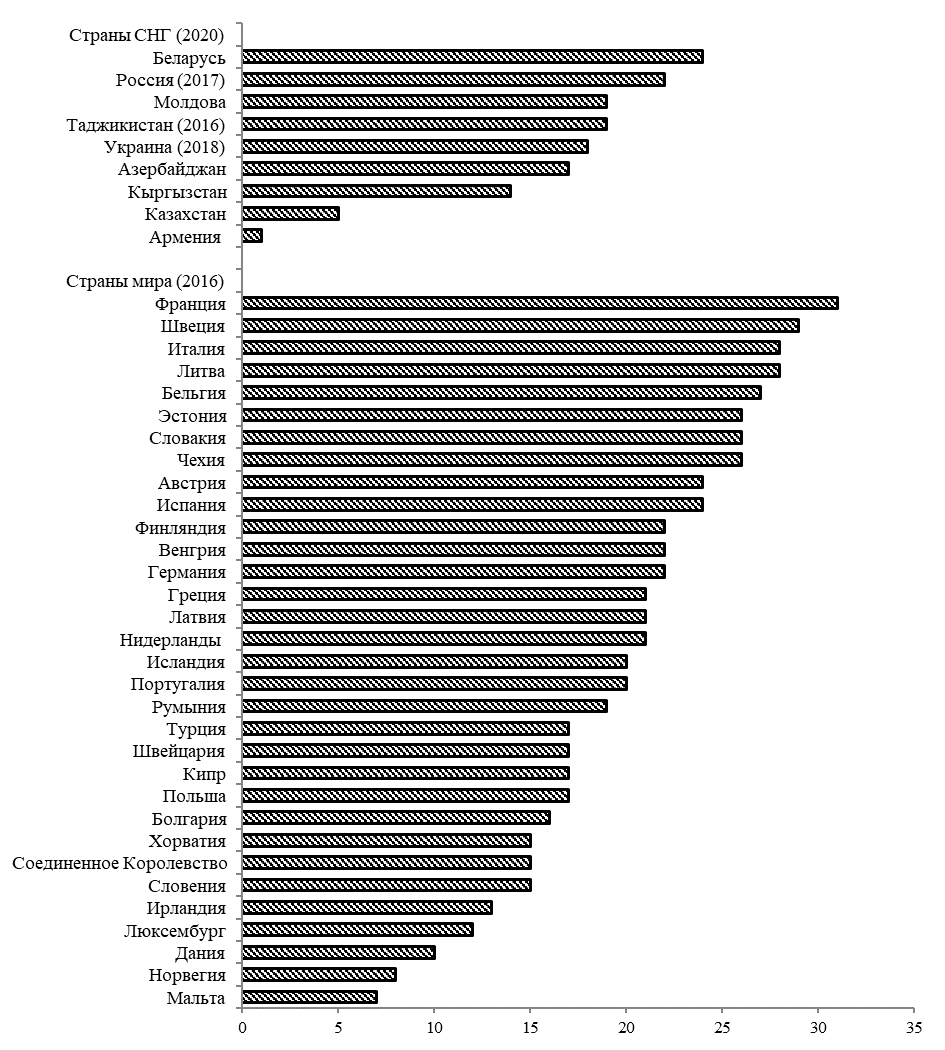 Страны СНГ (2020)
Беларусь
Россия (2017)
Молдова
Таджикистан (2016)
Украина (2018)
Азербайджан
Кыргызстан
Казахстан
Армения
Страны мира (2016)
Франция
Швеция
Италия
Литва
Бельгия
Эстония
Словакия
Чехия
Австрия
Испания
Финляндия
Венгрия
Германия
Греция
Латвия
Нидерланды
Исландия
Португалия
Румыния
Турция
Швейцария
Кипр
Польша
Болгария
Хорватия
Соединенное Королевство
Словения
Ирландия
Люксембург
Дания
Норвегия
Мальта
0 5 10 15 20 25 30 35